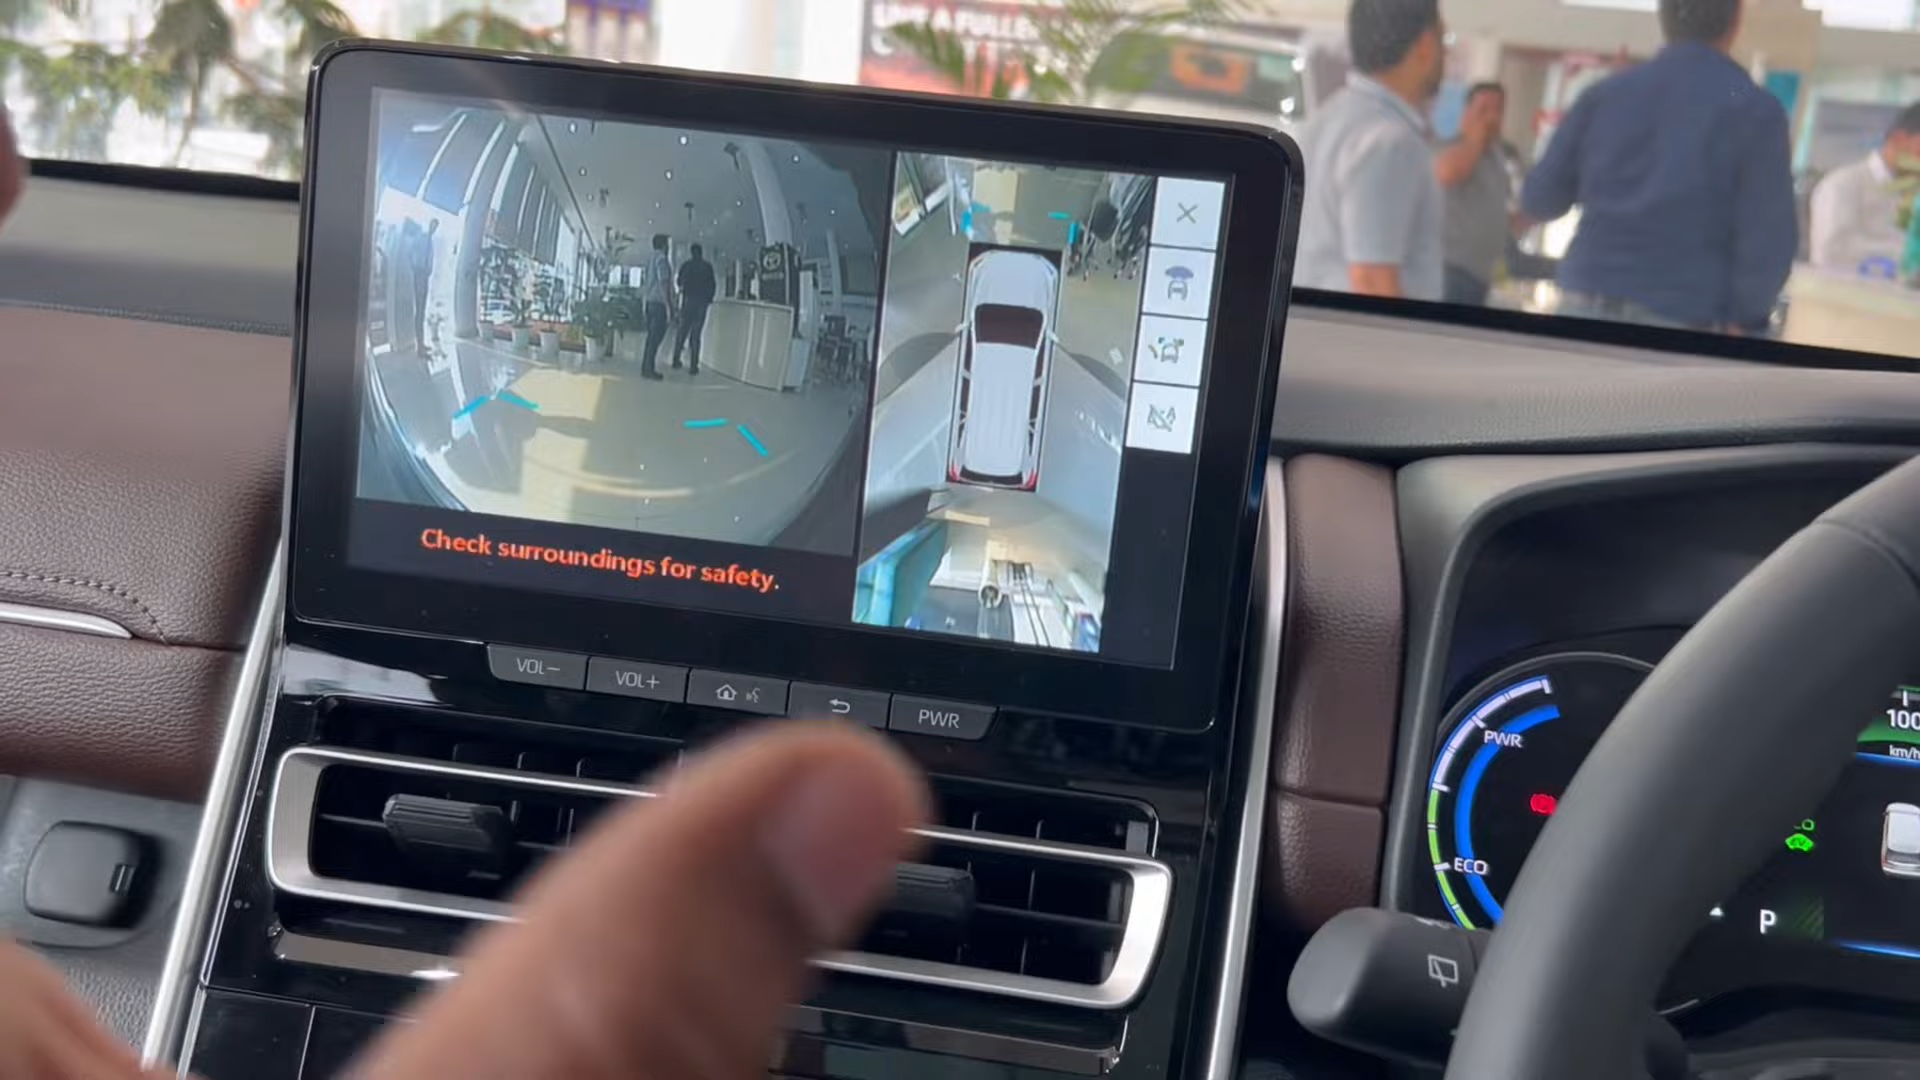 Check surroundings for safety.
VOL−
VOL+
PWR
PWR
ECO
100
km/h
P